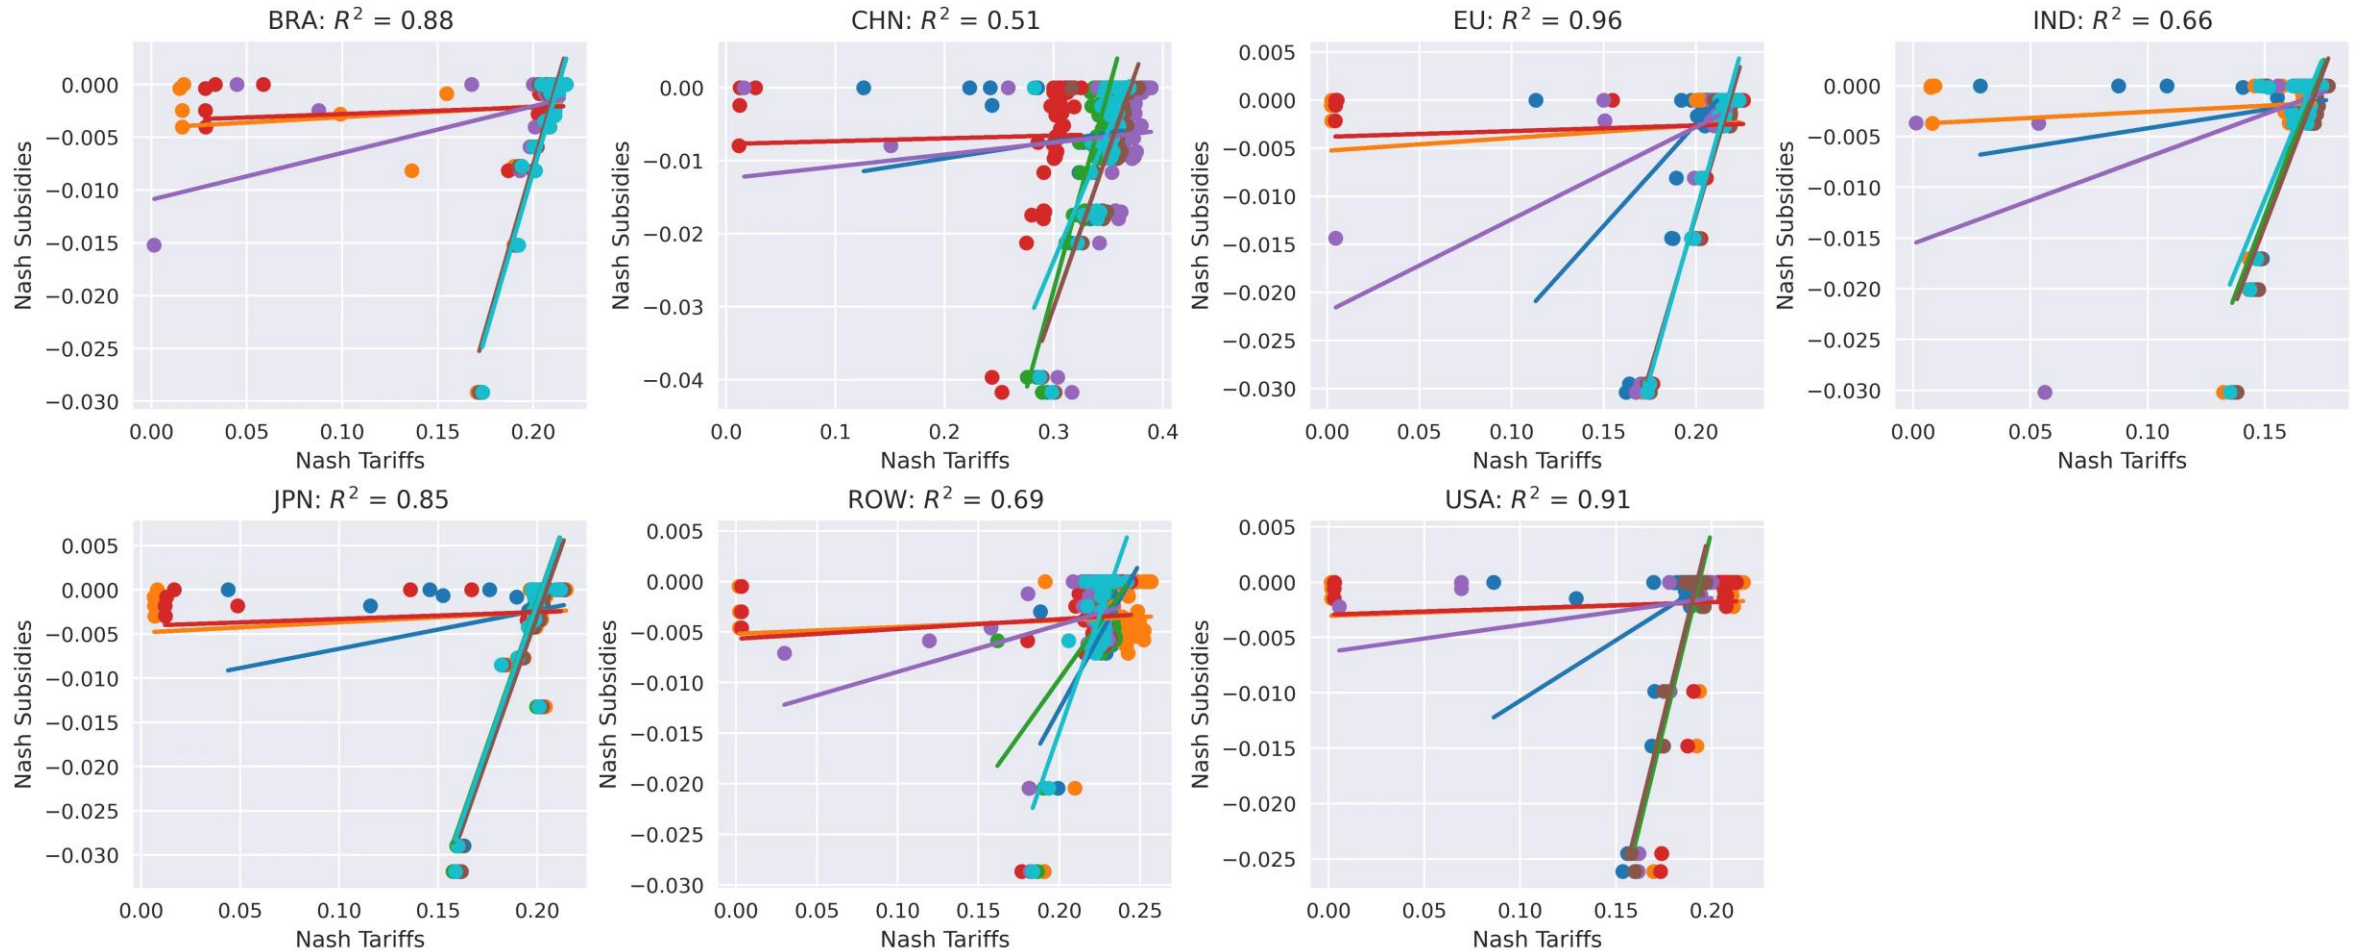 BRA: R² = 0.88
CHN: R² = 0.51
EU: R² = 0.96
IND: R² = 0.66
Nash Subsidies
0.000
−0.005
−0.010
−0.015
−0.020
−0.025
−0.030
0.00 0.05 0.10 0.15 0.20
Nash Tariffs
Nash Subsidies
0.00
−0.01
−0.02
−0.03
−0.04
0.0 0.1 0.2 0.3 0.4
Nash Tariffs
Nash Subsidies
0.005
0.000
−0.005
−0.010
−0.015
−0.020
−0.025
−0.030
0.00 0.05 0.10 0.15 0.20
Nash Tariffs
Nash Subsidies
0.000
−0.005
−0.010
−0.015
−0.020
−0.025
−0.030
0.00 0.05 0.10 0.15
Nash Tariffs
JPN: R² = 0.85
ROW: R² = 0.69
USA: R² = 0.91
Nash Subsidies
0.005
0.000
−0.005
−0.010
−0.015
−0.020
−0.025
−0.030
0.00 0.05 0.10 0.15 0.20
Nash Tariffs
Nash Subsidies
0.005
0.000
−0.005
−0.010
−0.015
−0.020
−0.025
−0.030
0.00 0.05 0.10 0.15 0.20 0.25
Nash Tariffs
Nash Subsidies
0.005
0.000
−0.005
−0.010
−0.015
−0.020
−0.025
0.00 0.05 0.10 0.15 0.20
Nash Tariffs